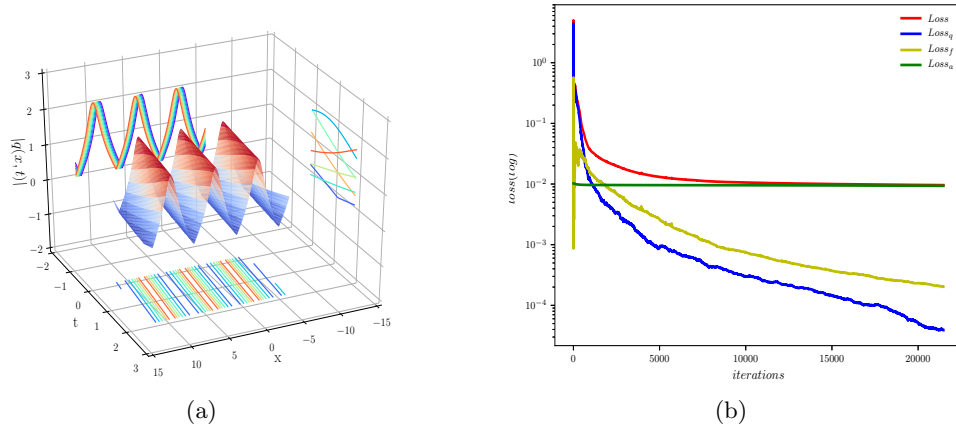 3
2
1
0
−1
−2
|q(x, t)|
−2
−1
0
1
2
3
t
15
10
5
0
−5
−10
−15
x
(a)
Loss
Loss_q
Loss_f
Loss_a
10^0
10^{−1}
10^{−2}
10^{−3}
10^{−4}
loss(log)
0 5000 10000 15000 20000
iterations
(b)